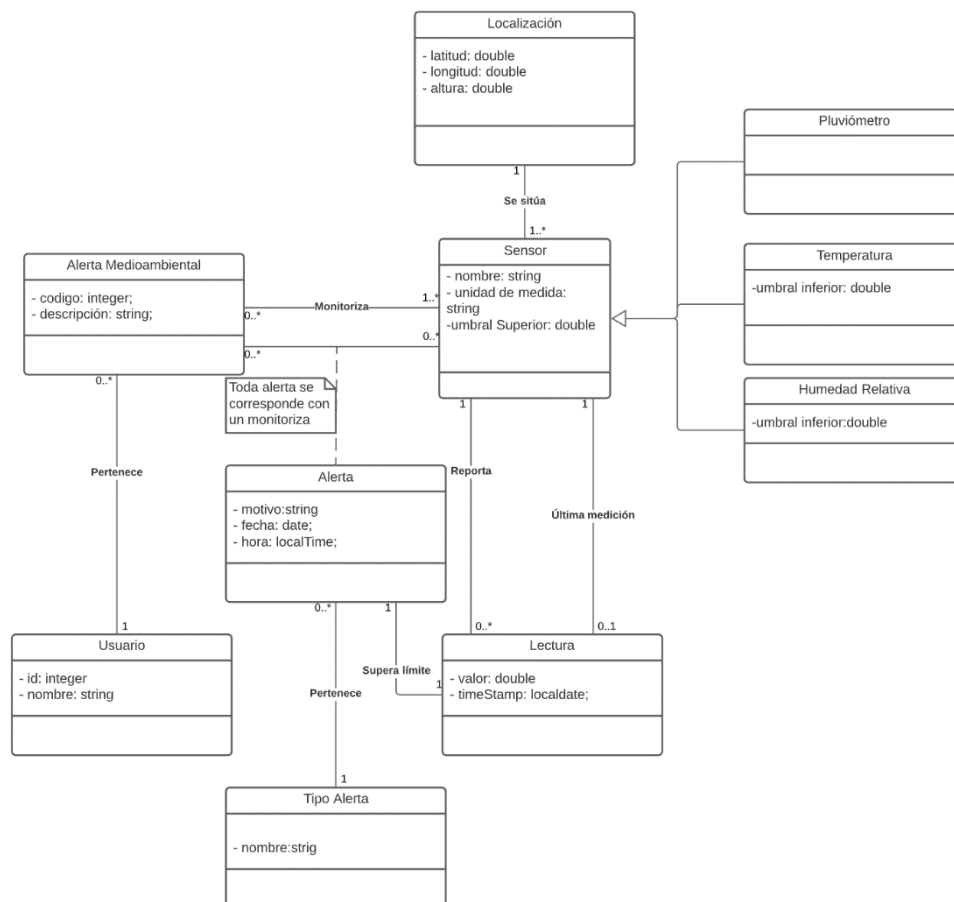 Localización
- latitud: double
- longitud: double
- altura: double
1
Se sitúa
1..*
Pluviómetro
Sensor
- nombre: string
- unidad de medida:
string
-umbral Superior: double
Temperatura
-umbral inferior: double
Humedad Relativa
-umbral inferior:double
Alerta Medioambiental
- codigo: integer;
- descripción: string;
1..*
Monitoriza
0..*
0..*
0..*
Toda alerta se
corresponde con
un monitoriza
0..*
1
1
Pertenece
Reporta
Alerta
- motivo:string
- fecha: date;
- hora: localTime;
Última medición
0..*
1
1
0..*
0..1
Usuario
- id: integer
- nombre: string
Lectura
- valor: double
- timeStamp: localdate;
Supera límite
1
Pertenece
1
Tipo Alerta
- nombre:strig